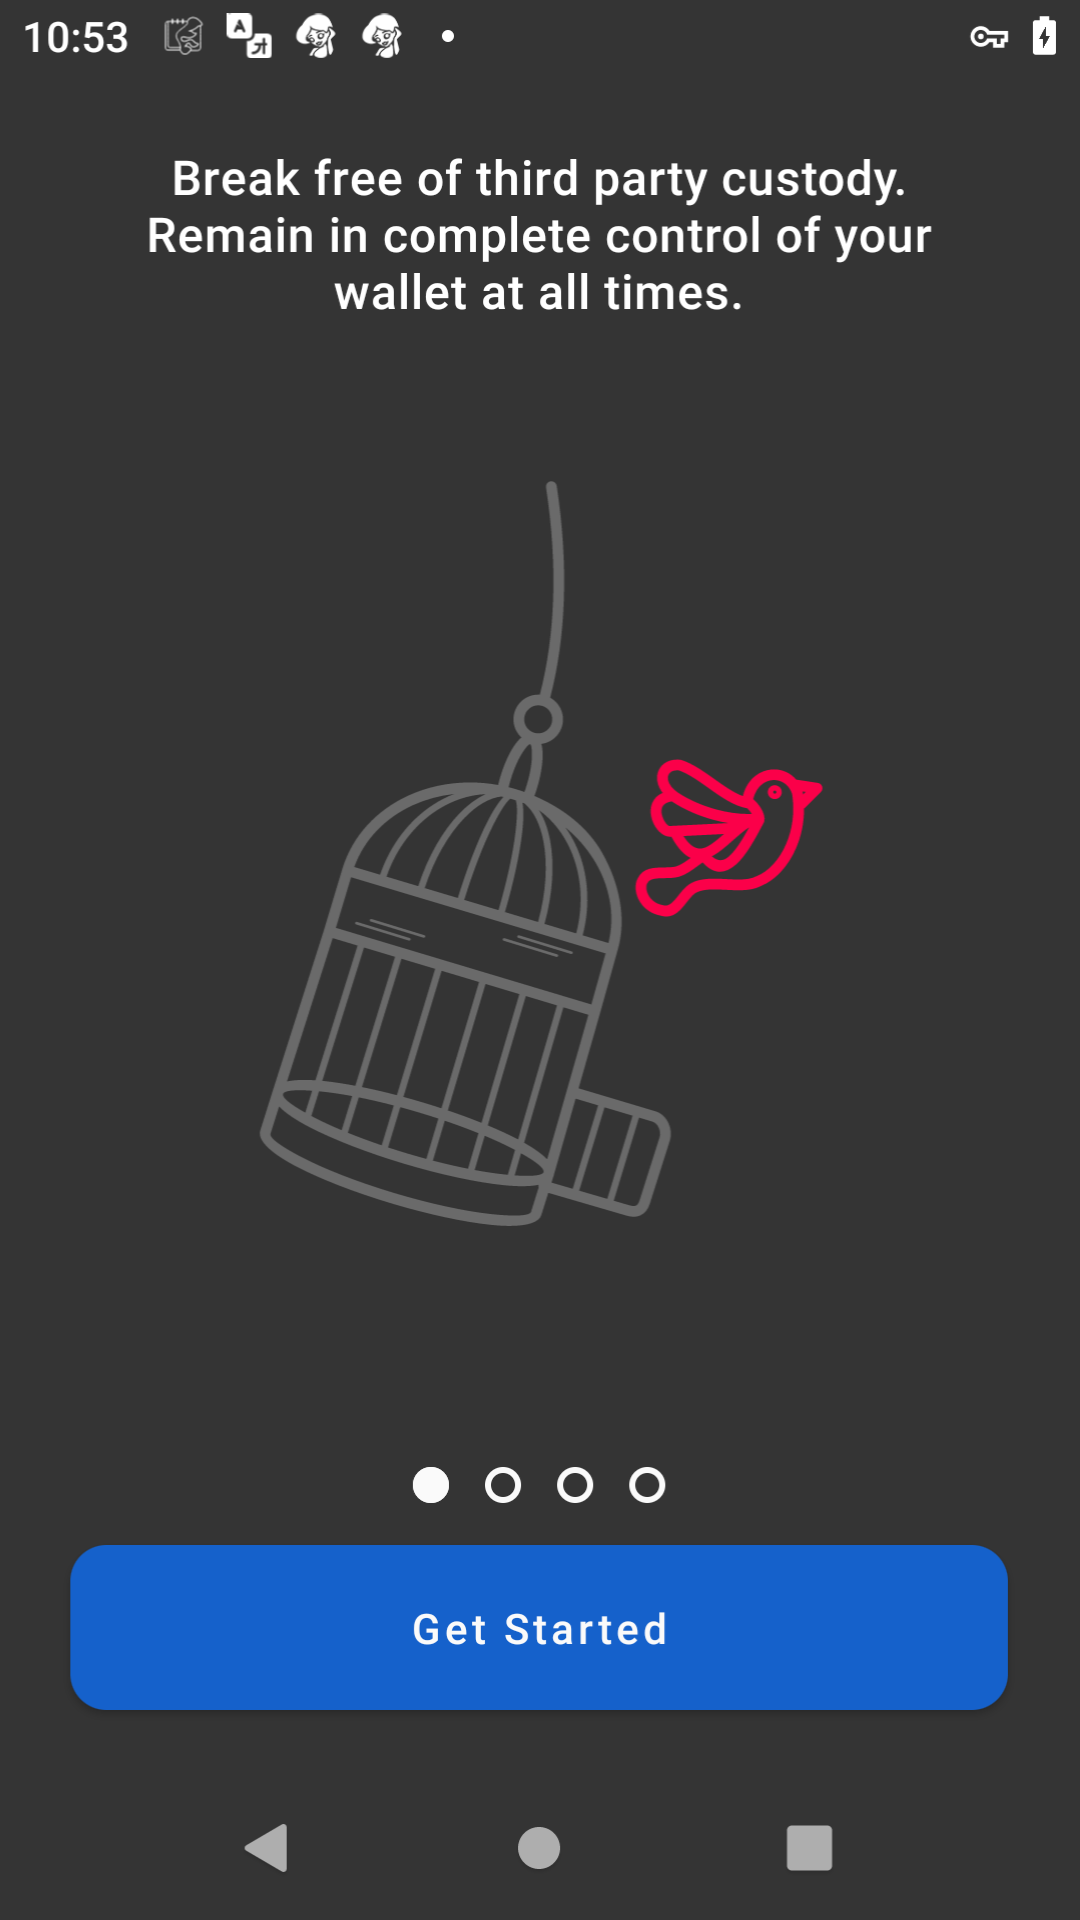 10:53
Break free of third party custody.
Remain in complete control of your
wallet at all times.
Get Started